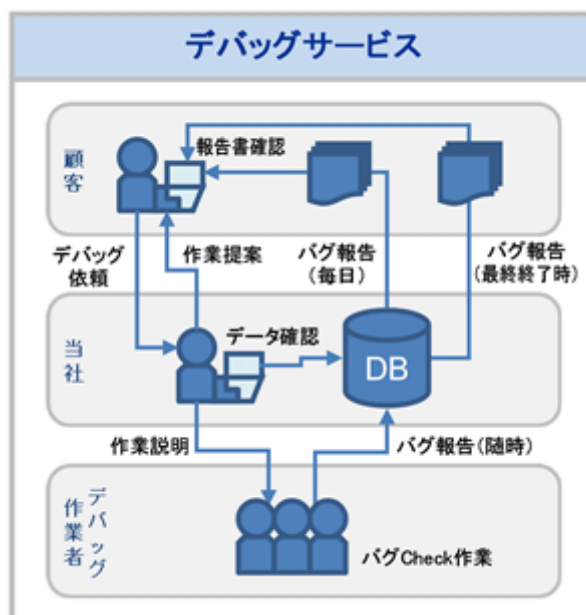 デバッグサービス
顧客
報告書確認
デバッグ
依頼
作業提案
バグ報告
（毎日）
バグ報告
（最終終了時）
当社
データ確認
DB
作業説明
バグ報告（随時）
デバッグ
作業者
バグCheck作業